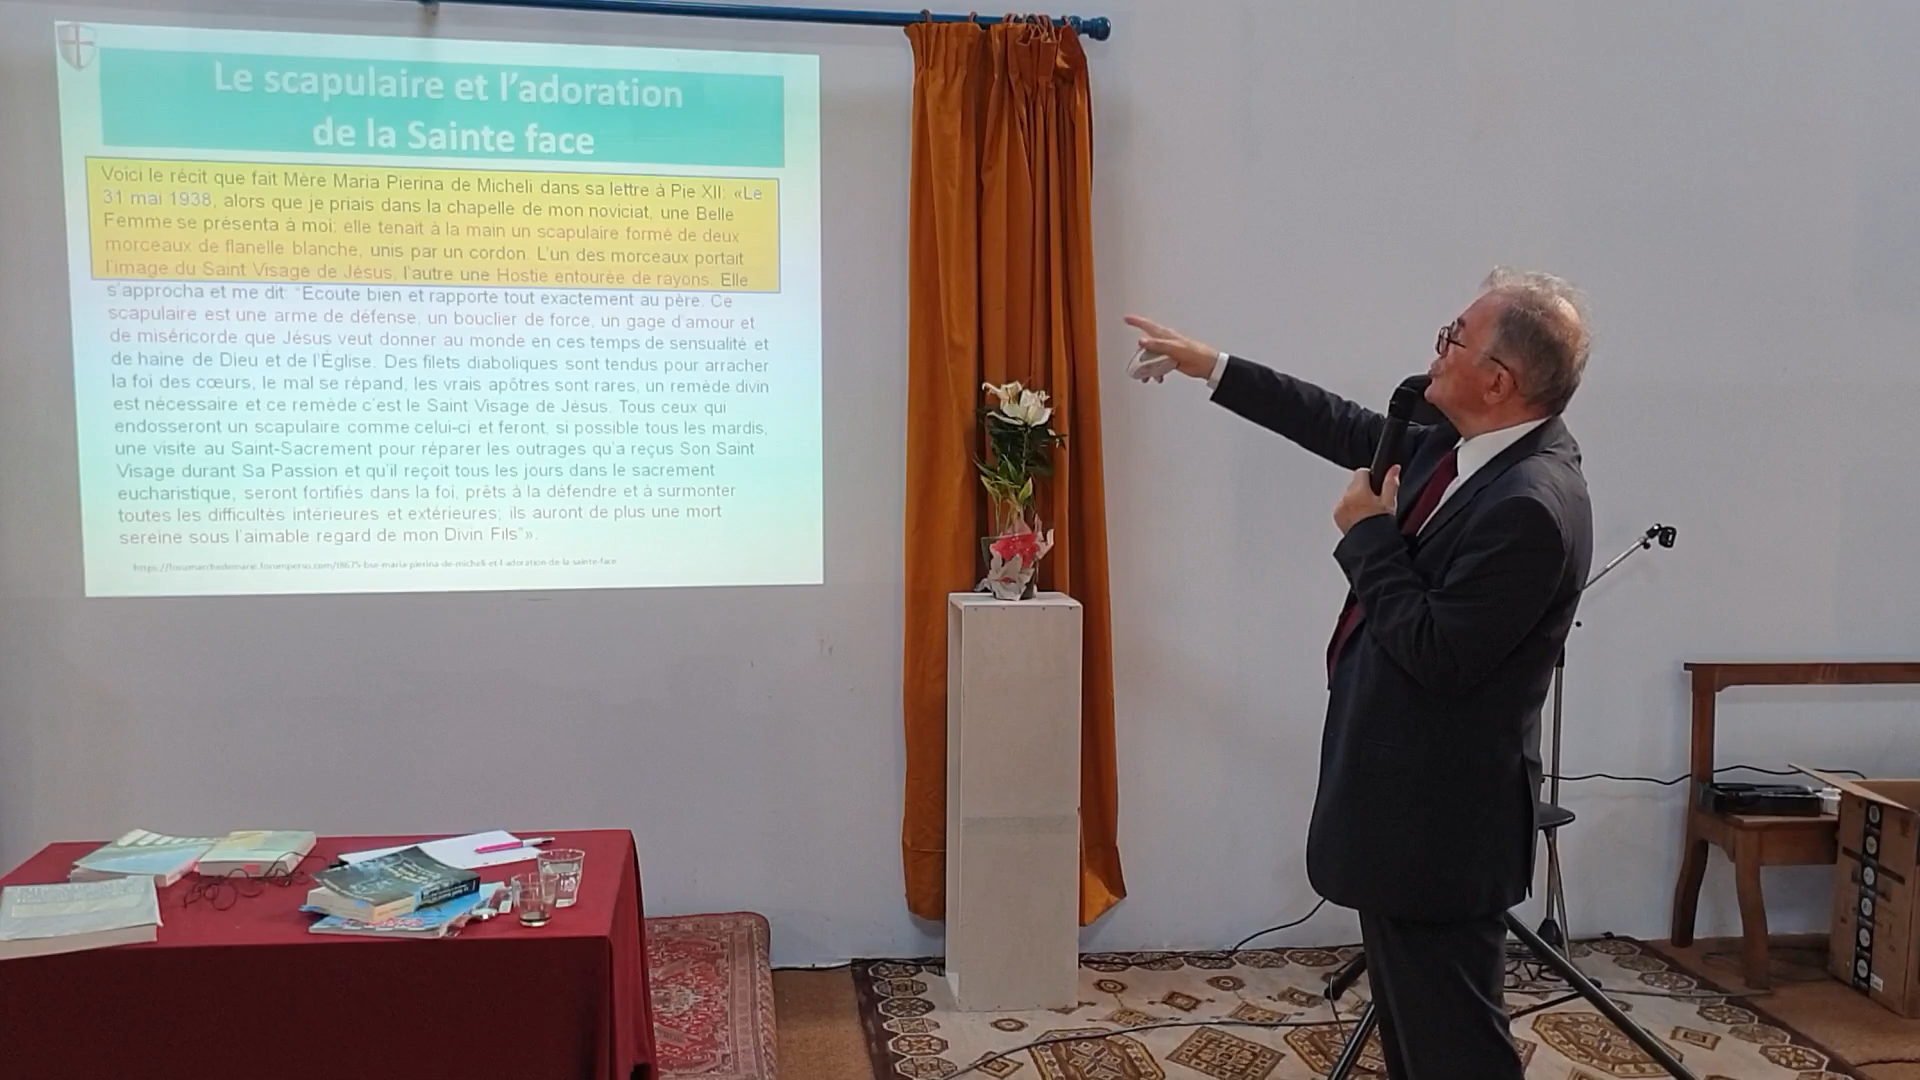 Le scapulaire et l'adoration
de la Sainte face
Voici le récit que fait Mère Maria Pierina de Micheli dans sa lettre à Pie XII: «Le
31 mai 1938, alors que je priais dans la chapelle de mon noviciat, une Belle
Femme se présenta à moi: elle tenait à la main un scapulaire formé de deux
morceaux de flanelle blanche, unis par un cordon. L'un des morceaux portait
l'image du Saint Visage de Jésus, l'autre une Hostie entourée de rayons. Elle
s'approcha et me dit: "Ecoute bien et rapporte tout exactement au père. Ce
scapulaire est une arme de défense, un bouclier de force, un gage d'amour et
de miséricorde que Jésus veut donner au monde en ces temps de sensualité et
de haine de Dieu et de l'Église. Des filets diaboliques sont tendus pour arracher
la foi des cœurs, le mal se répand, les vrais apôtres sont rares, un remède divin
est nécessaire et ce remède c'est le Saint Visage de Jésus. Tous ceux qui
endosseront un scapulaire comme celui-ci et feront, si possible tous les mardis,
une visite au Saint-Sacrement pour réparer les outrages qu'a reçus Son Saint
Visage durant Sa Passion et qu'il reçoit tous les jours dans le sacrement
eucharistique, seront fortifiés dans la foi, prêts à la défendre et à surmonter
toutes les difficultés intérieures et extérieures; ils auront de plus une mort
sereine sous l'aimable regard de mon Divin Fils"».